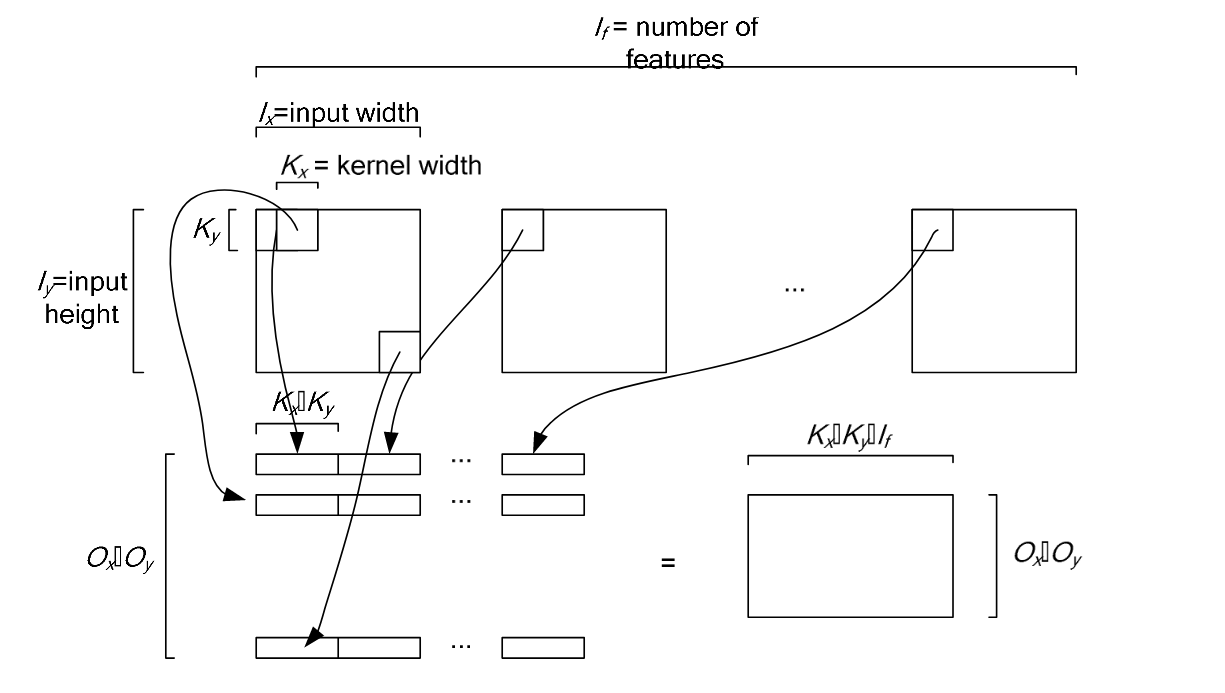 I_f = number of
features
I_x=input width
K_x = kernel width
K_y
I_y=input
height
...
K_x▯K_y
K_x▯K_y▯I_f
...
...
O_x▯O_y
=
O_x▯O_y
...